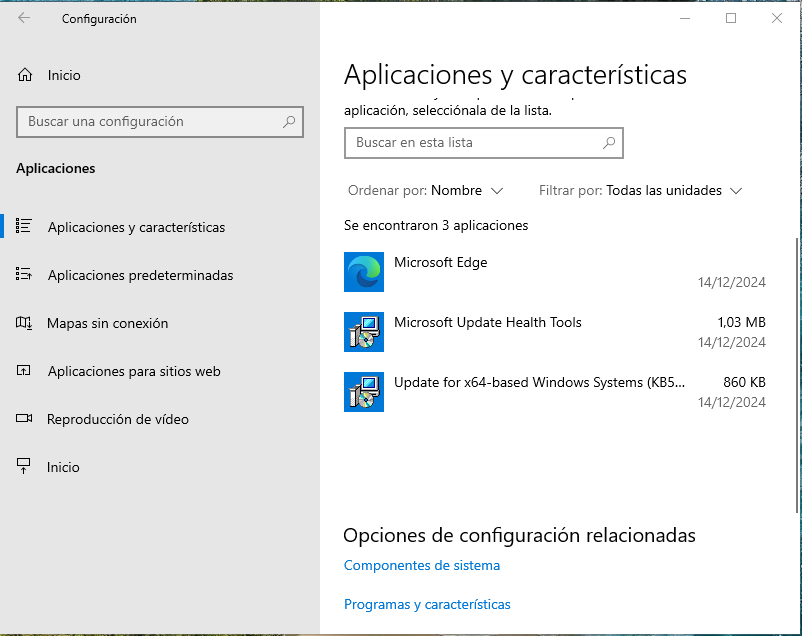 Configuración
Inicio
Buscar una configuración
Aplicaciones
Aplicaciones y características
Aplicaciones predeterminadas
Mapas sin conexión
Aplicaciones para sitios web
Reproducción de vídeo
Inicio
Aplicaciones y características
aplicación, selecciónala de la lista.
Buscar en esta lista
Ordenar por: Nombre Filtrar por: Todas las unidades
Se encontraron 3 aplicaciones
Microsoft Edge
14/12/2024
Microsoft Update Health Tools 1,03 MB
14/12/2024
Update for x64-based Windows Systems (KB5... 860 KB
14/12/2024
Opciones de configuración relacionadas
Componentes de sistema
Programas y características